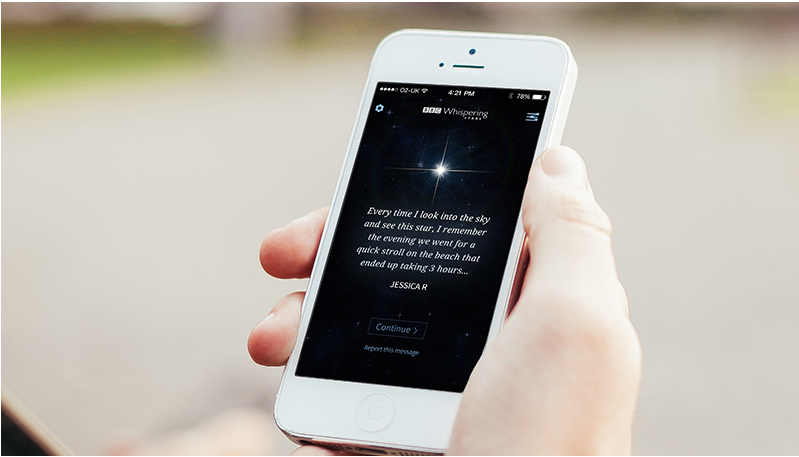 O2-UK 4:21 PM 78%
BBC Whispering
STARS
Every time I look into the sky
and see this star, I remember
the evening we went for a
quick stroll on the beach that
ended up taking 3 hours...
JESSICA R
Continue >
Report this message